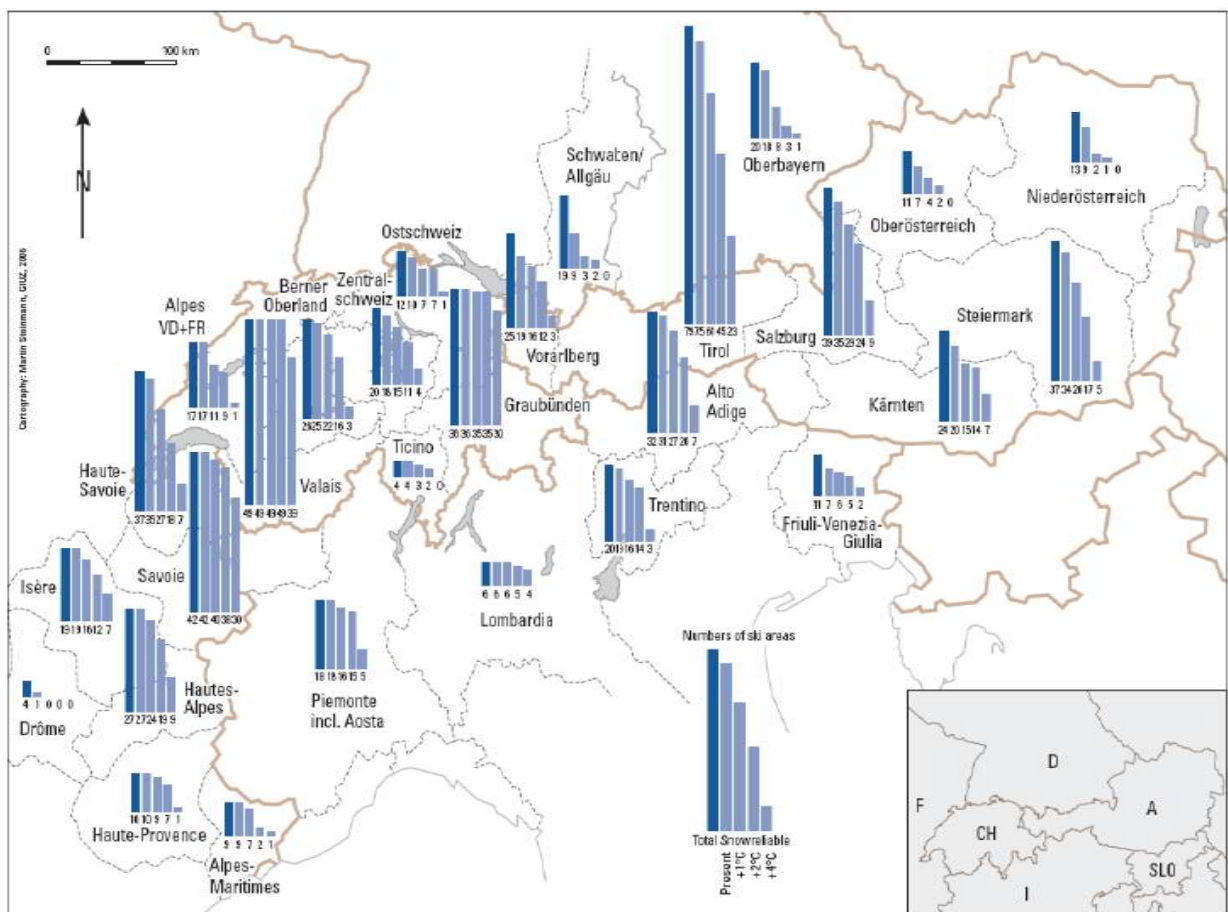 0 100 km
N
Cartography: Martin Steinmann, GIUZ, 2006
20 18 8 3 1
Oberbayern
13 9 2 1 0
Niederösterreich
Schwaben/
Allgäu
19 9 3 2 0
11 7 4 2 0
Oberösterreich
Ostschweiz
12 10 7 7 1
Zentral-
schweiz
20 18 15 11 4
Berner
Oberland
26 25 22 16 3
Alpes
VD+FR
17 17 11 9 1
25 19 16 12 3
Vorarlberg
79 75 61 45 23
Tirol
Salzburg
39 35 29 24 9
Steiermark
37 34 26 17 5
36 36 35 35 30
Graubünden
32 31 27 20 7
Alto
Adige
Kärnten
24 20 15 14 7
Ticino
4 4 3 2 0
Haute-
Savoie
37 35 27 18 7
Valais
49 49 49 49 39
Trentino
20 19 16 14 3
11 7 6 5 2
Friuli-Venezia-
Giulia
Isère
19 19 16 12 7
Savoie
42 42 40 38 30
6 6 6 5 4
Lombardia
18 18 16 15 5
Piemonte
incl. Aosta
Hautes-
Alpes
27 27 24 19 9
4 1 0 0 0
Drôme
10 10 9 7 1
Haute-Provence
9 9 7 2 1
Alpes-
Maritimes
Numbers of ski areas
Total Snowreliable
Present
+1°C
+2°C
+4°C
D
F
A
CH
SLO
I